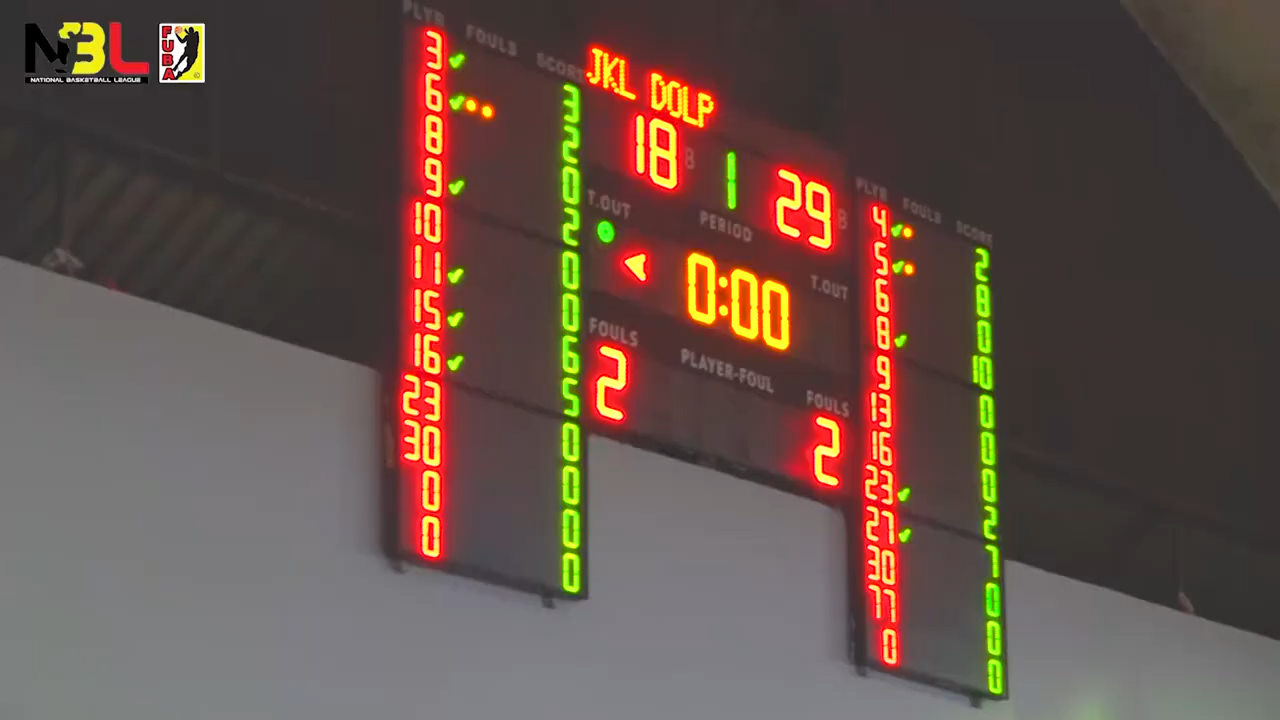 NBL
NATIONAL BASKETBALL LEAGUE
FUBA
PLYR FOULS SCORE
3 3
6 2
8 0
9 2
10 0
11 0
15 6
16 5
23 0
30 0
0 0
0 0
JKL DOLP
18 1 29
T.OUT PERIOD T.OUT
0:00
FOULS PLAYER-FOUL FOULS
2 2
PLYR FOULS SCORE
4 2
5 8
6 0
8 10
9 0
13 0
16 0
23 2
27 7
30 0
77 0
0 0